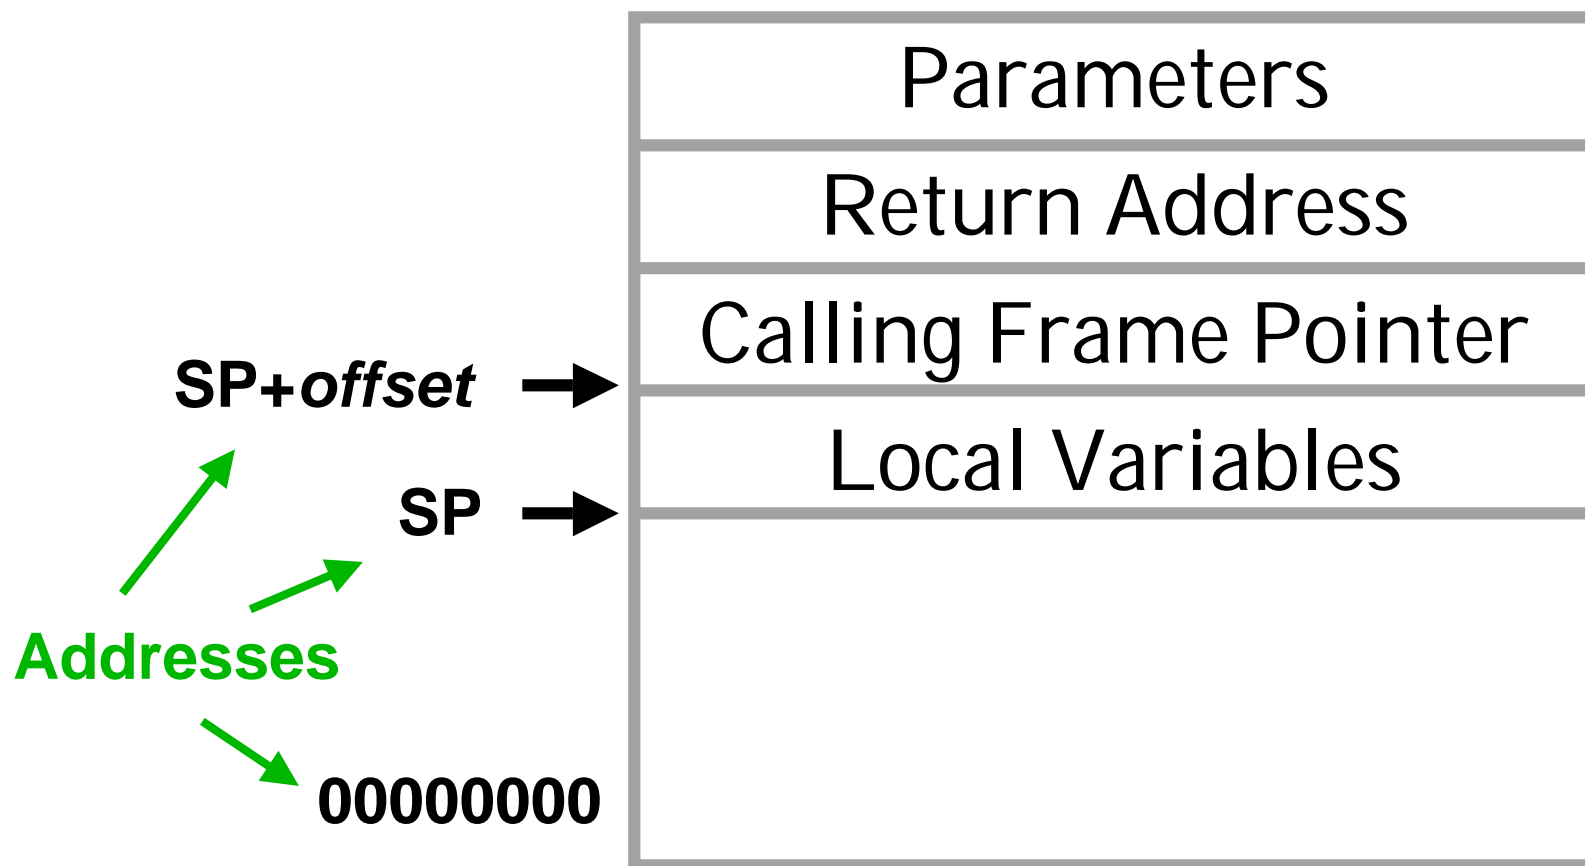 Parameters
Return Address
Calling Frame Pointer
SP+offset
Local Variables
SP
Addresses
00000000